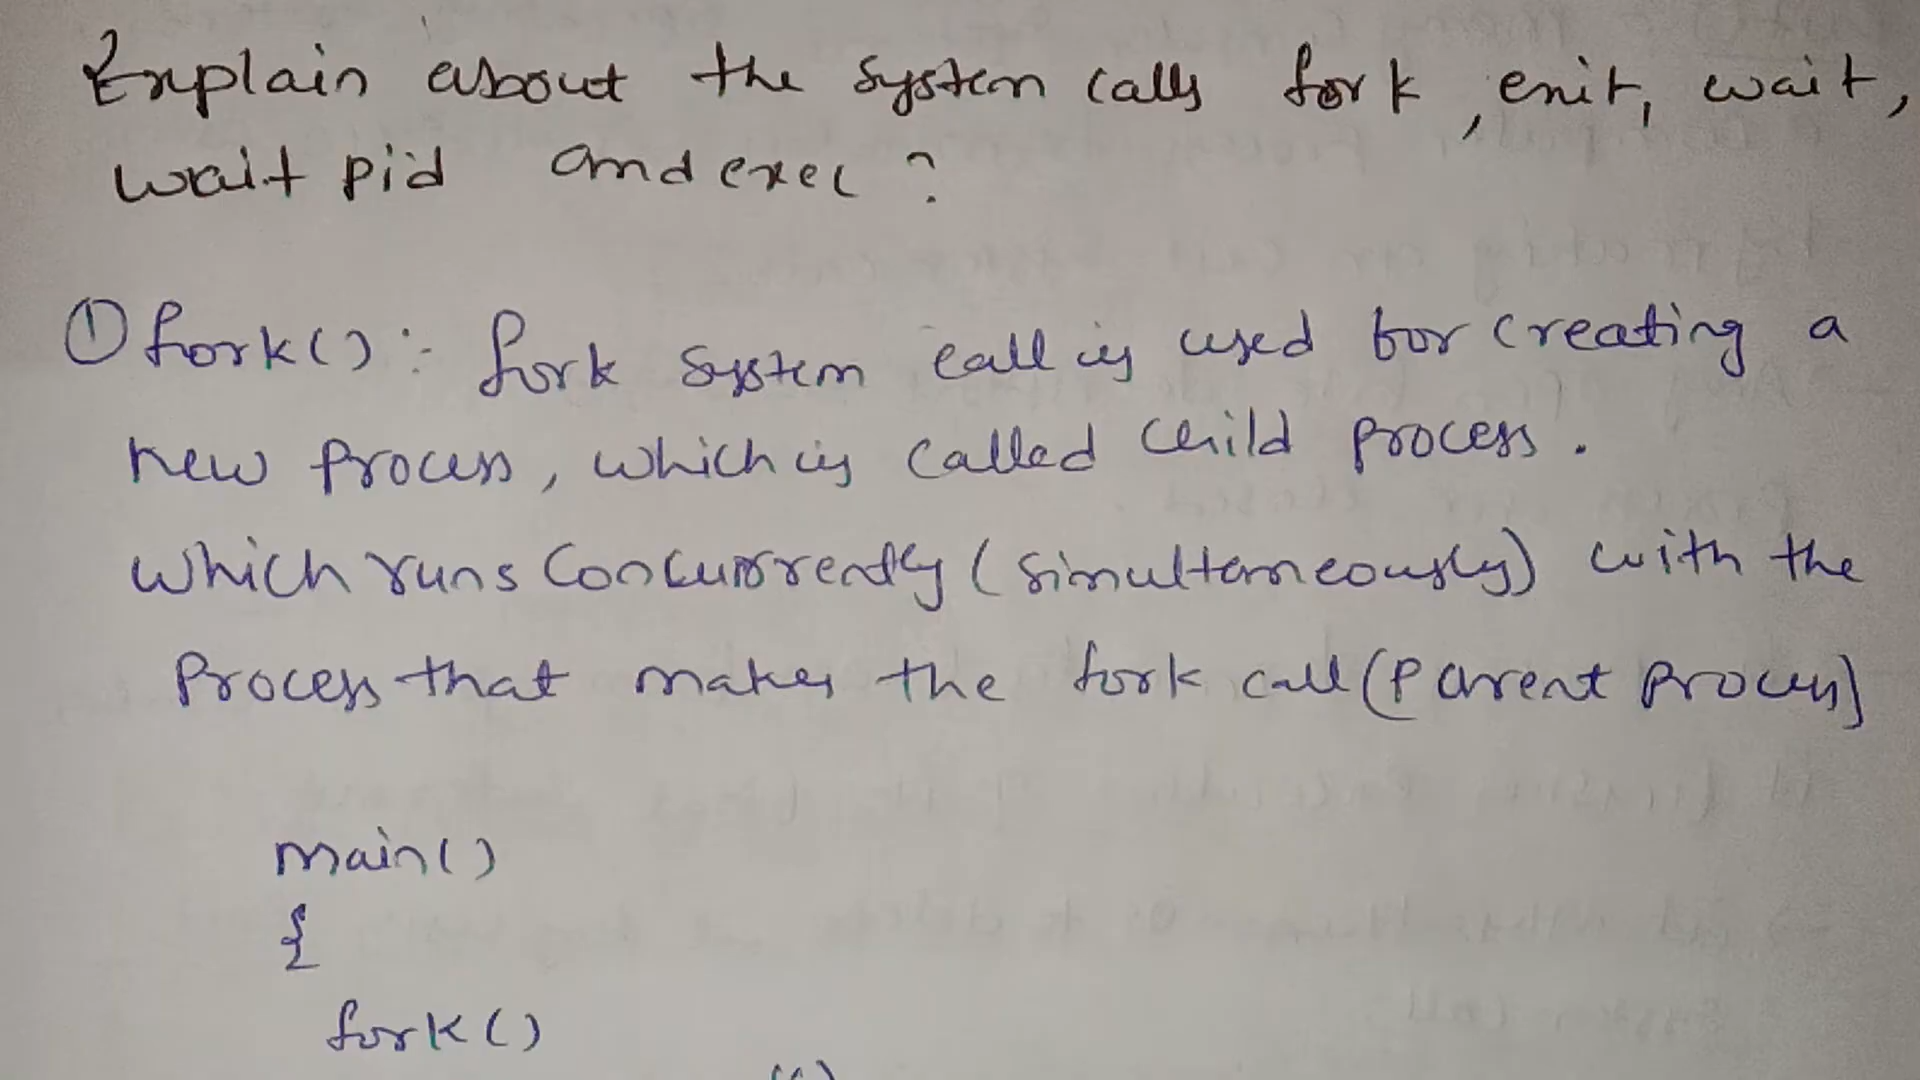 Explain about the system calls fork, exit, wait,
wait pid and exec ?
① fork() :- fork system call is used for creating a
new process, which is called child process.
which runs concurrently (simultaneously) with the
process that makes the fork call (parent process)
main()
{
fork()